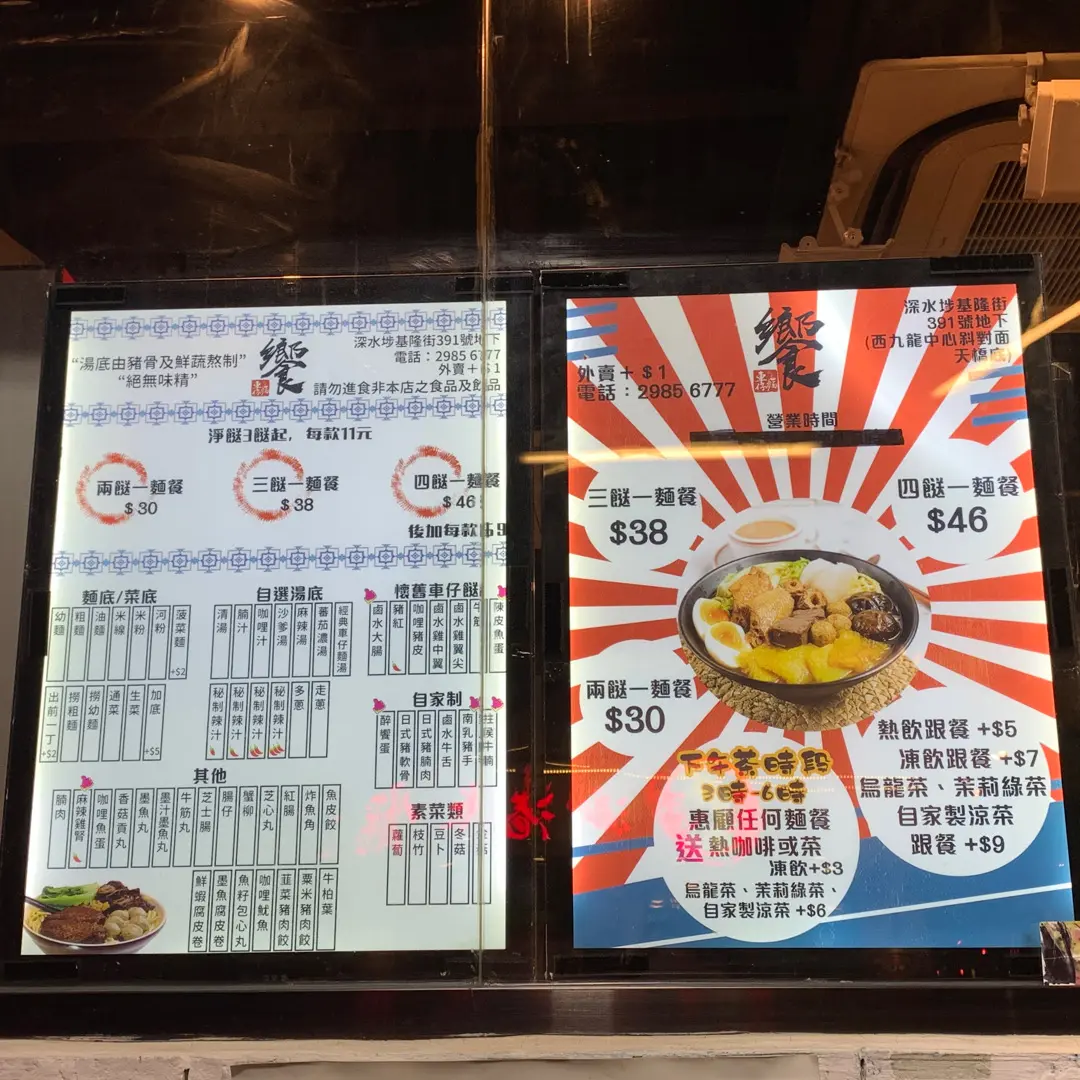 “湯底由豬骨及鮮蔬熬制”
“絕無味精”
饗
深水埗基隆街391號地下
電話：2985 6777
外賣+$1
請勿進食非本店之食品及飲品
淨餸3餸起，每款11元
兩餸一麵餐
$30
三餸一麵餐
$38
四餸一麵餐
$46
後加每款$9
麵底/菜底
幼麵
粗麵
油麵
米線
米粉
河粉
菠菜麵+$2
出前一丁+$2
撈粗麵
撈幼麵
通菜
生菜
加底+$5
自選湯底
清湯
腩汁
咖哩汁
沙爹湯
麻辣湯
蕃茄濃湯
經典車仔麵湯
秘制辣汁
秘制辣汁
秘制辣汁
秘制辣汁
多蔥
走蔥
懷舊車仔餸
鹵水大腸
豬紅
咖哩豬皮
鹵水雞中翼
鹵水雞翼尖
陳皮魚蛋
自家制
醉饗蛋
日式豬軟骨
日式豬腩肉
鹵水牛舌
南乳豬手
柱侯牛腩
其他
腩肉
麻辣雞腎
咖哩魚蛋
香菇貢丸
墨魚丸
墨汁墨魚丸
牛筋丸
芝士腸
腸仔
蟹柳
芝心丸
紅腸
炸魚角
魚皮餃
鮮蝦腐皮卷
墨魚腐皮卷
魚籽包心丸
咖哩魷魚
韮菜豬肉餃
粟米豬肉餃
牛柏葉
素菜類
蘿蔔
枝竹
豆卜
冬菇
外賣+$1
電話：2985 6777
饗
深水埗基隆街
391號地下
(西九龍中心斜對面
天橋底)
營業時間
三餸一麵餐
$38
四餸一麵餐
$46
兩餸一麵餐
$30
熱飲跟餐 +$5
凍飲跟餐 +$7
烏龍茶、茉莉綠茶
自家製涼茶
跟餐 +$9
下午茶時段
3時-6時
惠顧任何麵餐
送熱咖啡或茶
凍飲+$3
烏龍茶、茉莉綠茶、
自家製涼茶 +$6